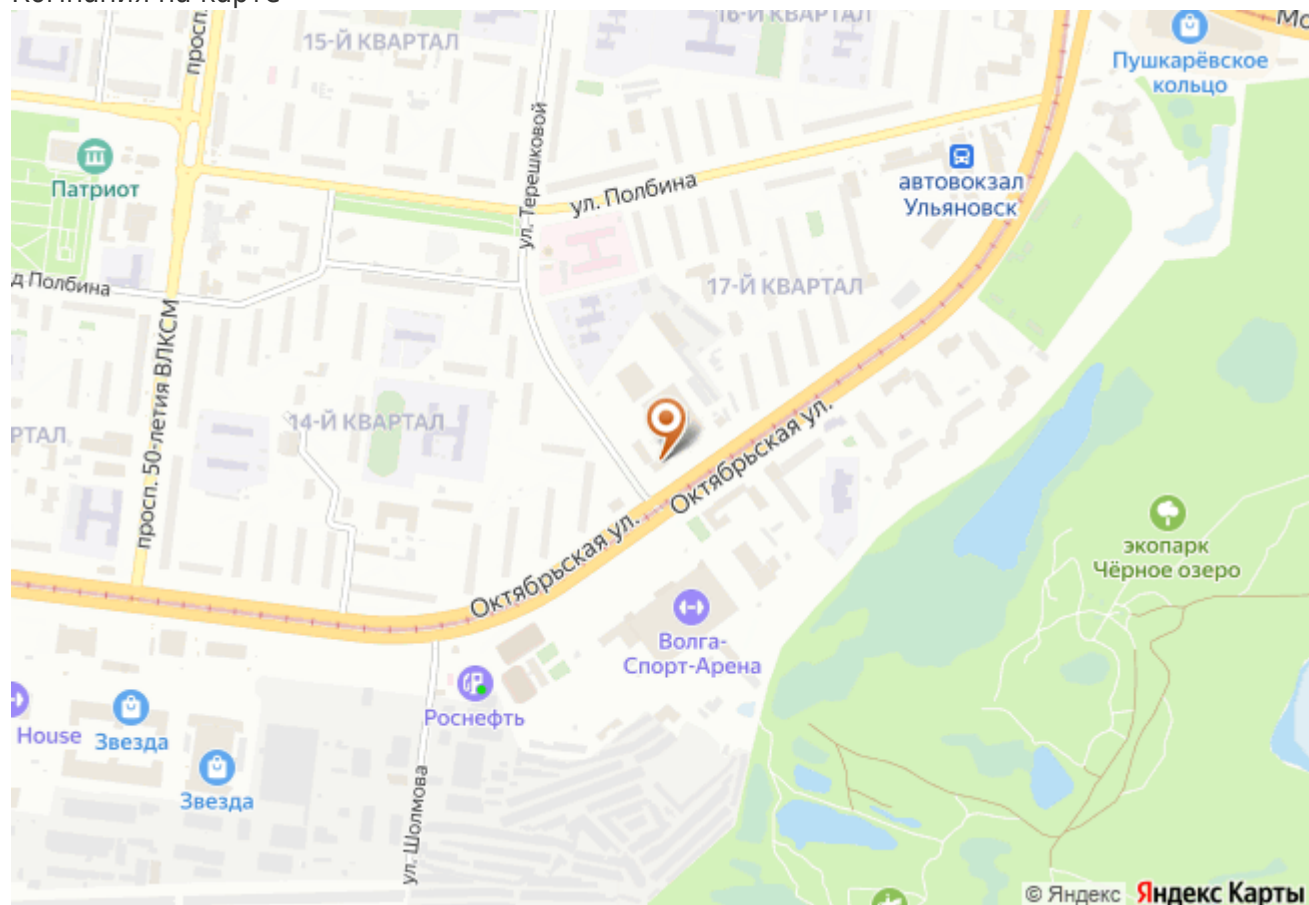 Компания на карте
просп.
15-Й КВАРТАЛ
16-Й КВАРТАЛ
Мо
Пушкарёвское
кольцо
Патриот
ул. Терешковой
ул. Полбина
автовокзал
Ульяновск
д Полбина
17-Й КВАРТАЛ
просп. 50-летия ВЛКСМ
РТАЛ
14-Й КВАРТАЛ
Октябрьская ул.
Октябрьская ул.
экопарк
Чёрное озеро
Волга-
Спорт-Арена
Роснефть
House
Звезда
Звезда
ул. Шолмова
© Яндекс Яндекс Карты